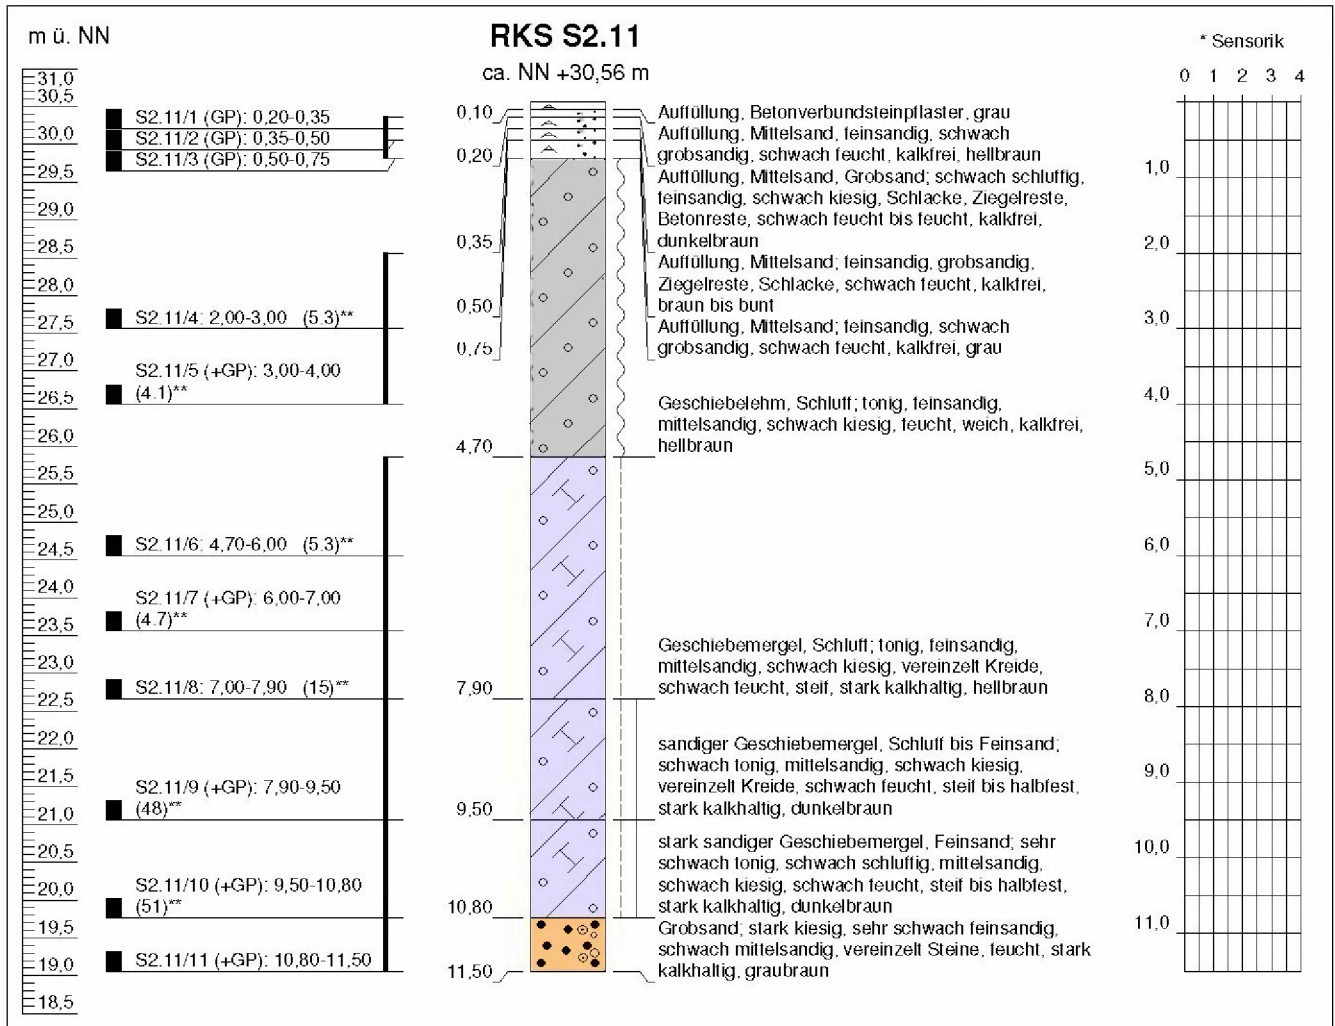 m ü. NN
RKS S2.11
ca. NN +30,56 m
* Sensorik
0 1 2 3 4
31,0
30,5
30,0
29,5
29,0
28,5
28,0
27,5
27,0
26,5
26,0
25,5
25,0
24,5
24,0
23,5
23,0
22,5
22,0
21,5
21,0
20,5
20,0
19,5
19,0
18,5
S2.11/1 (GP): 0,20-0,35
S2.11/2 (GP): 0,35-0,50
S2.11/3 (GP): 0,50-0,75
S2.11/4: 2,00-3,00 (5.3)**
S2.11/5 (+GP): 3,00-4,00
(4.1)**
S2.11/6: 4,70-6,00 (5.3)**
S2.11/7 (+GP): 6,00-7,00
(4.7)**
S2.11/8: 7,00-7,90 (15)**
S2.11/9 (+GP): 7,90-9,50
(48)**
S2.11/10 (+GP): 9,50-10,80
(51)**
S2.11/11 (+GP): 10,80-11,50
0,10
0,20
0,35
0,50
0,75
4,70
7,90
9,50
10,80
11,50
Auffüllung, Betonverbundsteinpflaster, grau
Auffüllung, Mittelsand, feinsandig, schwach
grobsandig, schwach feucht, kalkfrei, hellbraun
Auffüllung, Mittelsand, Grobsand; schwach schluffig,
feinsandig, schwach kiesig, Schlacke, Ziegelreste,
Betonreste, schwach feucht bis feucht, kalkfrei,
dunkelbraun
Auffüllung, Mittelsand; feinsandig, grobsandig,
Ziegelreste, Schlacke, schwach feucht, kalkfrei,
braun bis bunt
Auffüllung, Mittelsand; feinsandig, schwach
grobsandig, schwach feucht, kalkfrei, grau
Geschiebelehm, Schluff; tonig, feinsandig,
mittelsandig, schwach kiesig, feucht, weich, kalkfrei,
hellbraun
Geschiebemergel, Schluff; tonig, feinsandig,
mittelsandig, schwach kiesig, vereinzelt Kreide,
schwach feucht, steif, stark kalkhaltig, hellbraun
sandiger Geschiebemergel, Schluff bis Feinsand;
schwach tonig, mittelsandig, schwach kiesig,
vereinzelt Kreide, schwach feucht, steif bis halbfest,
stark kalkhaltig, dunkelbraun
stark sandiger Geschiebemergel, Feinsand; sehr
schwach tonig, schwach schluffig, mittelsandig,
schwach kiesig, schwach feucht, steif bis halbfest,
stark kalkhaltig, dunkelbraun
Grobsand; stark kiesig, sehr schwach feinsandig,
schwach mittelsandig, vereinzelt Steine, feucht, stark
kalkhaltig, graubraun
1,0
2,0
3,0
4,0
5,0
6,0
7,0
8,0
9,0
10,0
11,0